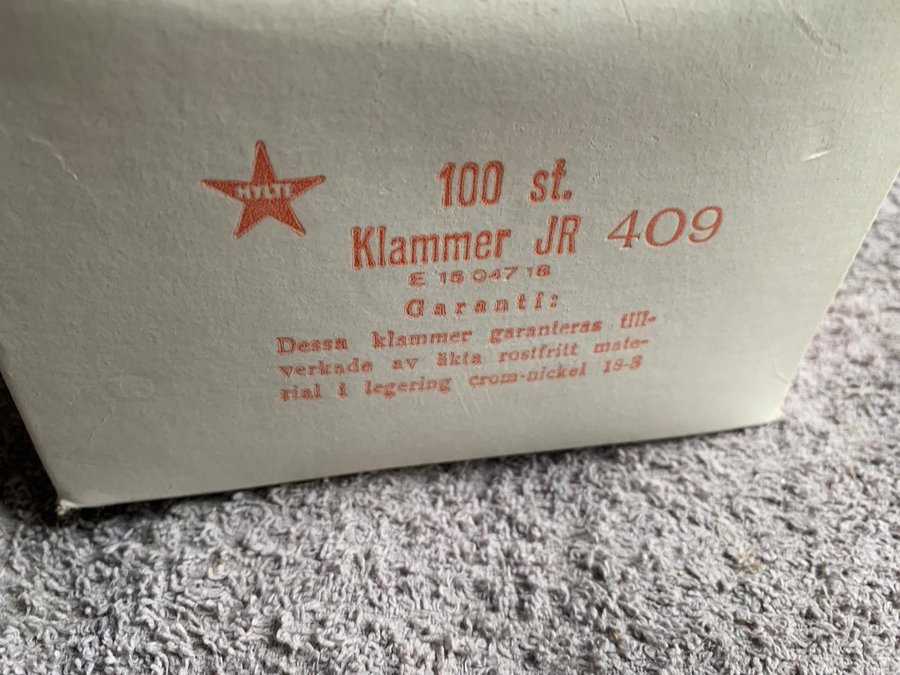 HYLTE
100 st.
Klammer JR 409
E 15 047 18
Garanti:
Dessa klammer garanteras till-
verkade av äkta rostfritt mate-
rial i legering crom-nickel 18-8